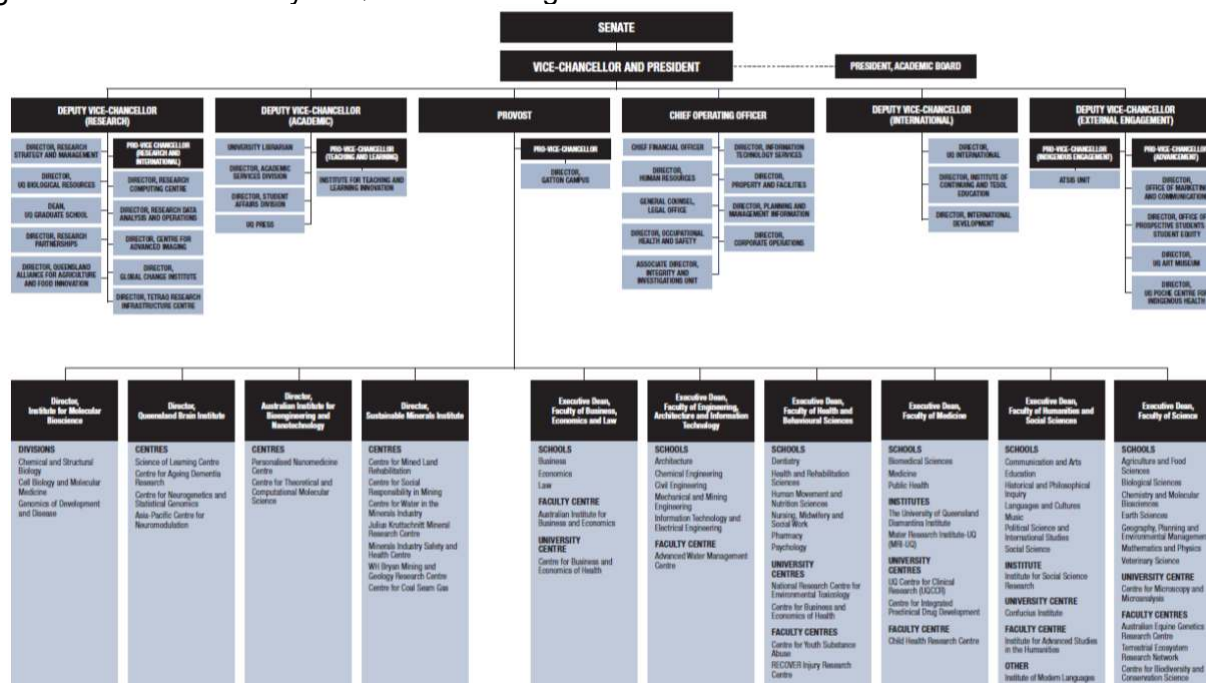 SENATE
VICE-CHANCELLOR AND PRESIDENT
PRESIDENT, ACADEMIC BOARD
DEPUTY VICE-CHANCELLOR
(RESEARCH)
DIRECTOR, RESEARCH
STRATEGY AND MANAGEMENT
DIRECTOR,
UQ BIOLOGICAL RESOURCES
DEAN,
UQ GRADUATE SCHOOL
DIRECTOR, RESEARCH
PARTNERSHIPS
DIRECTOR, QUEENSLAND
ALLIANCE FOR AGRICULTURE
AND FOOD INNOVATION
PRO-VICE CHANCELLOR
(RESEARCH AND
INTERNATIONAL)
DIRECTOR, RESEARCH
COMPUTING CENTRE
DIRECTOR, RESEARCH DATA
ANALYSIS AND OPERATIONS
DIRECTOR, CENTRE FOR
ADVANCED IMAGING
DIRECTOR,
GLOBAL CHANGE INSTITUTE
DIRECTOR, TETRAQ RESEARCH
INFRASTRUCTURE CENTRE
DEPUTY VICE-CHANCELLOR
(ACADEMIC)
UNIVERSITY LIBRARIAN
DIRECTOR, ACADEMIC
SERVICES DIVISION
DIRECTOR, STUDENT
AFFAIRS DIVISION
UQ PRESS
PRO-VICE-CHANCELLOR
(TEACHING AND LEARNING)
INSTITUTE FOR TEACHING AND
LEARNING INNOVATION
PROVOST
PRO-VICE-CHANCELLOR
DIRECTOR,
GATTON CAMPUS
CHIEF OPERATING OFFICER
CHIEF FINANCIAL OFFICER
DIRECTOR,
HUMAN RESOURCES
GENERAL COUNSEL,
LEGAL OFFICE
DIRECTOR, OCCUPATIONAL
HEALTH AND SAFETY
ASSOCIATE DIRECTOR,
INTEGRITY AND
INVESTIGATIONS UNIT
DIRECTOR, INFORMATION
TECHNOLOGY SERVICES
DIRECTOR,
PROPERTY AND FACILITIES
DIRECTOR, PLANNING AND
MANAGEMENT INFORMATION
DIRECTOR,
CORPORATE OPERATIONS
DEPUTY VICE-CHANCELLOR
(INTERNATIONAL)
DIRECTOR,
UQ INTERNATIONAL
DIRECTOR, INSTITUTE OF
CONTINUING AND TESOL
EDUCATION
DIRECTOR, INTERNATIONAL
DEVELOPMENT
DEPUTY VICE-CHANCELLOR
(EXTERNAL ENGAGEMENT)
PRO-VICE-CHANCELLOR
(INDIGENOUS ENGAGEMENT)
ATSIS UNIT
PRO-VICE-CHANCELLOR
(ADVANCEMENT)
DIRECTOR,
OFFICE OF MARKETING
AND COMMUNICATION
DIRECTOR, OFFICE OF
PROSPECTIVE STUDENTS
STUDENT EQUITY
DIRECTOR,
UQ ART MUSEUM
DIRECTOR,
UQ POCHE CENTRE FOR
INDIGENOUS HEALTH
Director,
Institute for Molecular
Bioscience
DIVISIONS
Chemical and Structural
Biology
Cell Biology and Molecular
Medicine
Genomics of Development
and Disease
Director,
Queensland Brain Institute
CENTRES
Science of Learning Centre
Centre for Ageing Dementia
Research
Centre for Neurogenetics and
Statistical Genomics
Asia-Pacific Centre for
Neuromodulation
Director,
Australian Institute for
Bioengineering and
Nanotechnology
CENTRES
Personalised Nanomedicine
Centre
Centre for Theoretical and
Computational Molecular
Science
Director,
Sustainable Minerals Institute
CENTRES
Centre for Mined Land
Rehabilitation
Centre for Social
Responsibility in Mining
Centre for Water in the
Minerals Industry
Julius Kruttschnitt Mineral
Research Centre
Minerals Industry Safety and
Health Centre
WH Bryan Mining and
Geology Research Centre
Centre for Coal Seam Gas
Executive Dean,
Faculty of Business,
Economics and Law
SCHOOLS
Business
Economics
Law
FACULTY CENTRE
Australian Institute for
Business and Economics
UNIVERSITY
CENTRE
Centre for Business and
Economics of Health
Executive Dean,
Faculty of Engineering,
Architecture and Information
Technology
SCHOOLS
Architecture
Chemical Engineering
Civil Engineering
Mechanical and Mining
Engineering
Information Technology and
Electrical Engineering
FACULTY CENTRE
Advanced Water Management
Centre
Executive Dean,
Faculty of Health and
Behavioural Sciences
SCHOOLS
Dentistry
Health and Rehabilitation
Sciences
Human Movement and
Nutrition Sciences
Nursing, Midwifery and
Social Work
Pharmacy
Psychology
UNIVERSITY
CENTRES
National Research Centre for
Environmental Toxicology
Centre for Business and
Economics of Health
FACULTY CENTRES
Centre for Youth Substance
Abuse
RECOVER Injury Research
Centre
Executive Dean,
Faculty of Medicine
SCHOOLS
Biomedical Sciences
Medicine
Public Health
INSTITUTES
The University of Queensland
Diamantina Institute
Mater Research Institute-UQ
(MRI-UQ)
UNIVERSITY
CENTRES
UQ Centre for Clinical
Research (UQCCR)
Centre for Integrated
Preclinical Drug Development
FACULTY CENTRE
Child Health Research Centre
Executive Dean,
Faculty of Humanities and
Social Sciences
SCHOOLS
Communication and Arts
Education
Historical and Philosophical
Inquiry
Languages and Cultures
Music
Political Science and
International Studies
Social Science
INSTITUTE
Institute for Social Science
Research
UNIVERSITY CENTRE
Confucius Institute
FACULTY CENTRE
Institute for Advanced Studies
in the Humanities
OTHER
Institute of Modern Languages
Executive Dean,
Faculty of Science
SCHOOLS
Agriculture and Food
Sciences
Biological Sciences
Chemistry and Molecular
Biosciences
Earth Sciences
Geography, Planning and
Environmental Management
Mathematics and Physics
Veterinary Science
UNIVERSITY CENTRE
Centre for Microscopy and
Microanalysis
FACULTY CENTRES
Australian Equine Genetics
Research Centre
Terrestrial Ecosystem
Research Network
Centre for Biodiversity and
Conservation Science